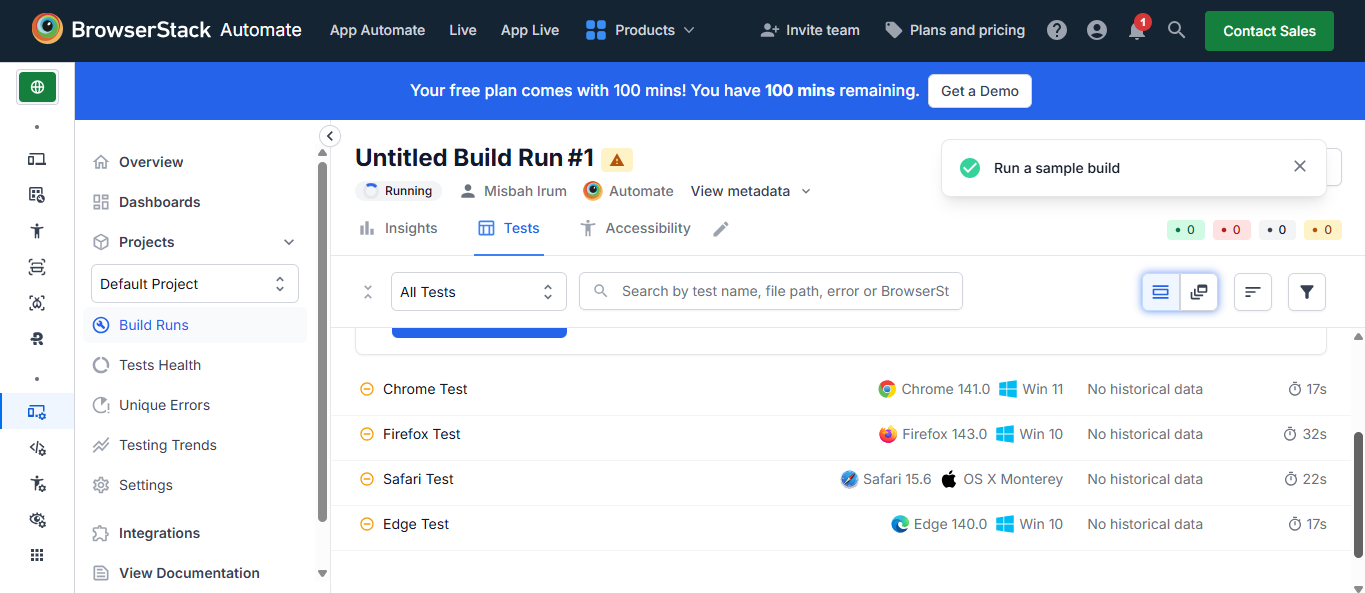 BrowserStack Automate App Automate Live App Live Products Invite team Plans and pricing 1 Contact Sales
Your free plan comes with 100 mins! You have 100 mins remaining. Get a Demo
Overview
Dashboards
Projects
Default Project
Build Runs
Tests Health
Unique Errors
Testing Trends
Settings
Integrations
View Documentation
Untitled Build Run #1
Run a sample build
Running Misbah Irum Automate View metadata
Insights Tests Accessibility 0 0 0 0
All Tests Search by test name, file path, error or BrowserSt
Chrome Test Chrome 141.0 Win 11 No historical data 17s
Firefox Test Firefox 143.0 Win 10 No historical data 32s
Safari Test Safari 15.6 OS X Monterey No historical data 22s
Edge Test Edge 140.0 Win 10 No historical data 17s